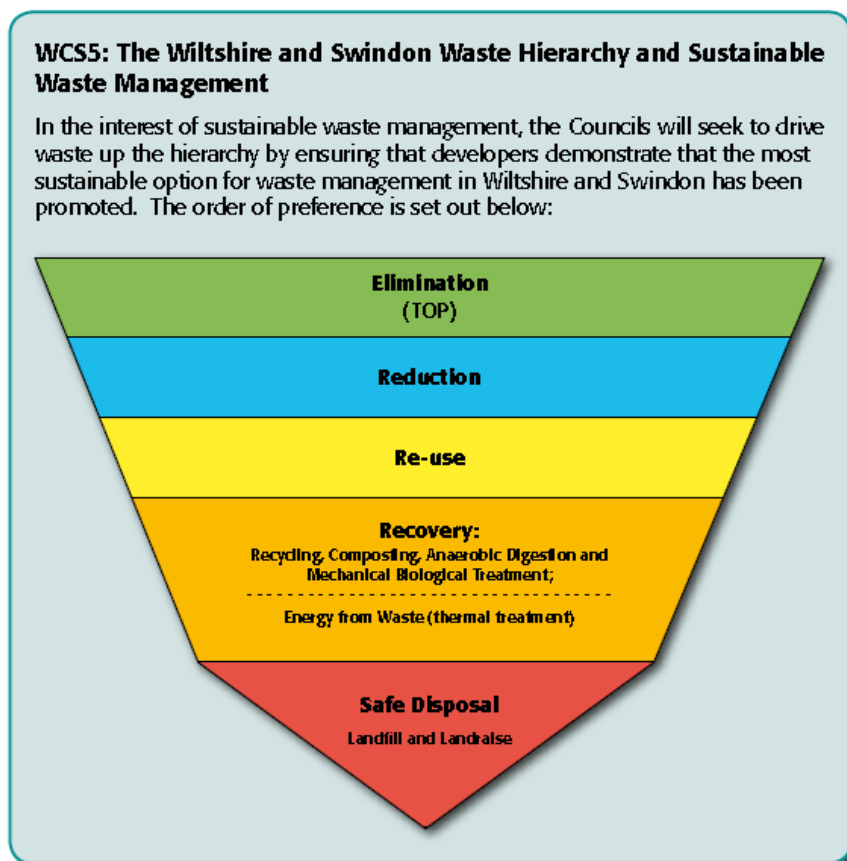 WCS5: The Wiltshire and Swindon Waste Hierarchy and Sustainable
Waste Management
In the interest of sustainable waste management, the Councils will seek to drive
waste up the hierarchy by ensuring that developers demonstrate that the most
sustainable option for waste management in Wiltshire and Swindon has been
promoted. The order of preference is set out below:
Elimination
(TOP)
Reduction
Re-use
Recovery:
Recycling, Composting, Anaerobic Digestion and
Mechanical Biological Treatment;
Energy from Waste (thermal treatment)
Safe Disposal
Landfill and Landraise